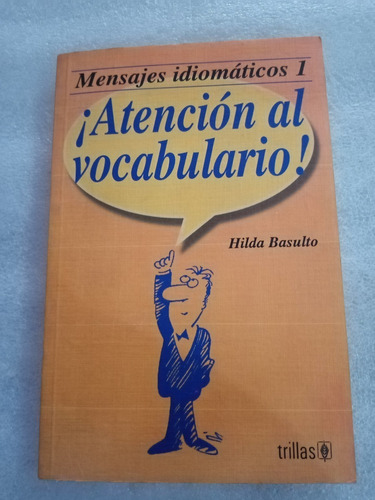 Mensajes idiomáticos 1
¡Atención al
vocabulario!
Hilda Basulto
trillas